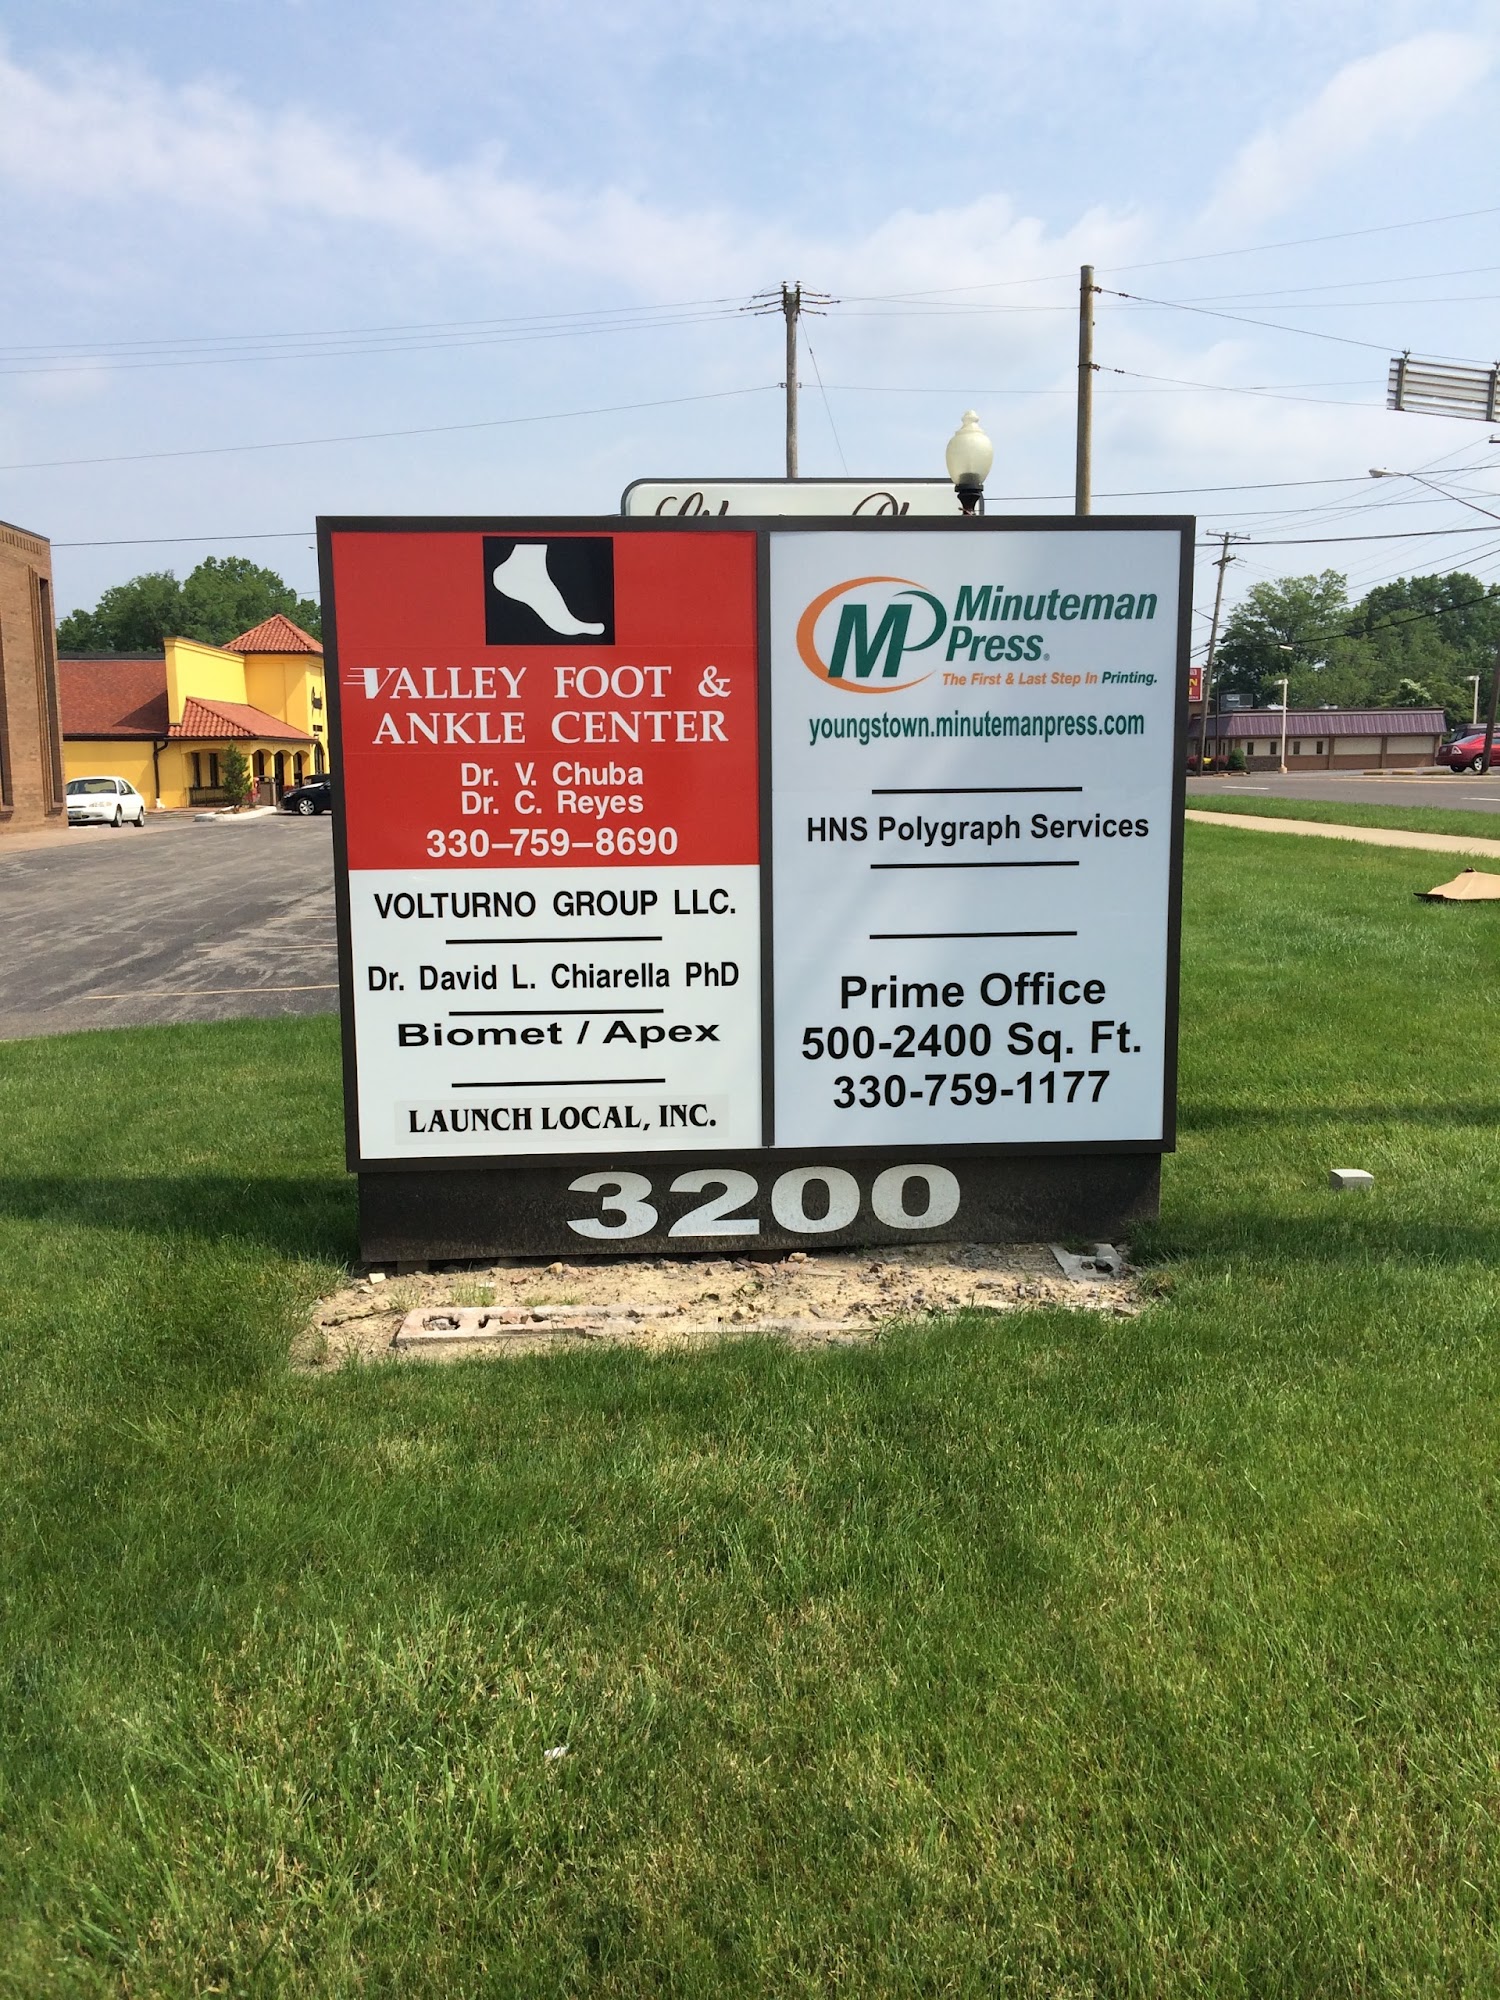 VALLEY FOOT &
ANKLE CENTER
Dr. V. Chuba
Dr. C. Reyes
330-759-8690
VOLTURNO GROUP LLC.
Dr. David L. Chiarella PhD
Biomet / Apex
LAUNCH LOCAL, INC.
MP Minuteman
Press.
The First & Last Step In Printing.
youngstown.minutemanpress.com
HNS Polygraph Services
Prime Office
500-2400 Sq. Ft.
330-759-1177
3200